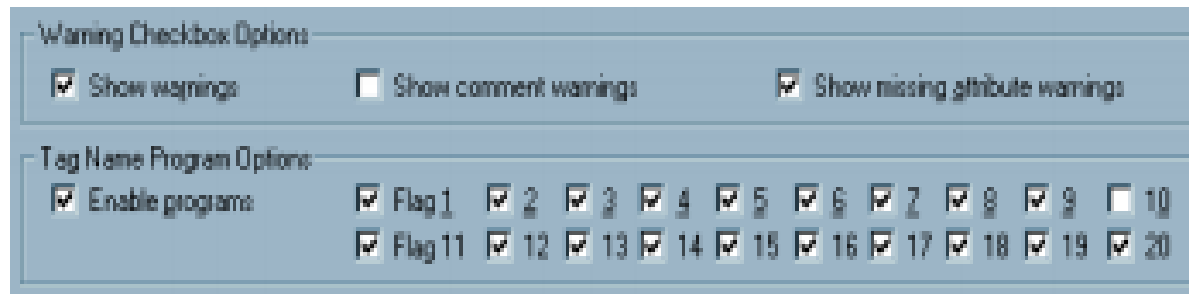 Warning Checkbox Options
Show warnings Show comment warnings Show missing attribute warnings
Tag Name Program Options
Enable programs Flag 1 2 3 4 5 6 7 8 9 10
Flag 11 12 13 14 15 16 17 18 19 20